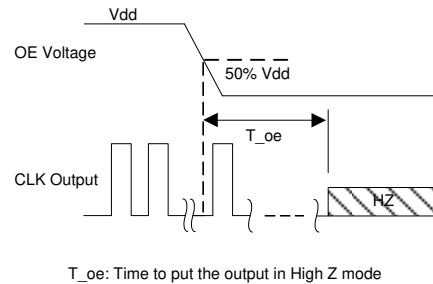 Vdd
OE Voltage
50% Vdd
T_oe
CLK Output
HZ
T_oe: Time to put the output in High Z mode